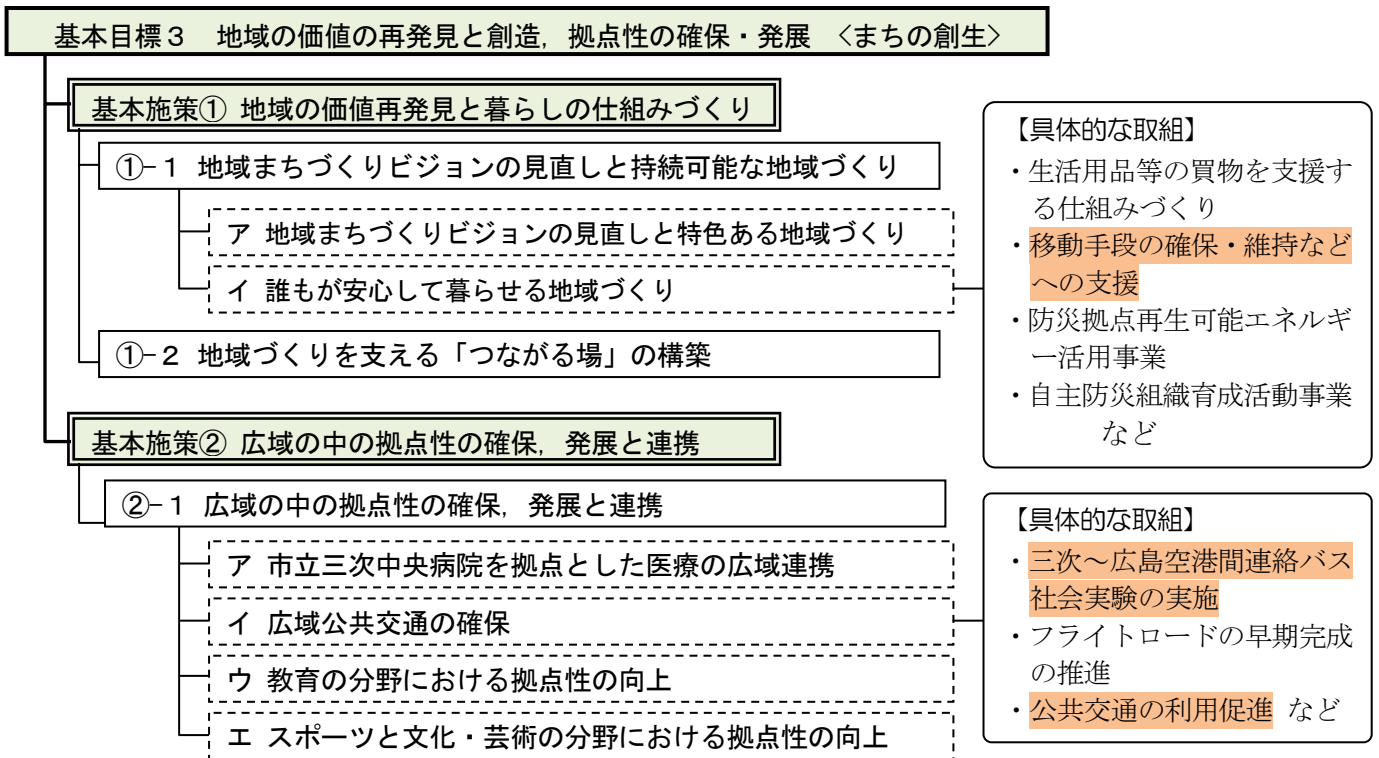 基本目標３　地域の価値の再発見と創造，拠点性の確保・発展　〈まちの創生〉
基本施策① 地域の価値再発見と暮らしの仕組みづくり
①-１ 地域まちづくりビジョンの見直しと持続可能な地域づくり
ア 地域まちづくりビジョンの見直しと特色ある地域づくり
イ 誰もが安心して暮らせる地域づくり
①-２ 地域づくりを支える「つながる場」の構築
【具体的な取組】
・生活用品等の買物を支援す
る仕組みづくり
・移動手段の確保・維持など
への支援
・防災拠点再生可能エネルギ
ー活用事業
・自主防災組織育成活動事業
など
基本施策② 広域の中の拠点性の確保，発展と連携
②-１ 広域の中の拠点性の確保，発展と連携
ア 市立三次中央病院を拠点とした医療の広域連携
イ 広域公共交通の確保
ウ 教育の分野における拠点性の向上
エ スポーツと文化・芸術の分野における拠点性の向上
【具体的な取組】
・三次～広島空港間連絡バス
社会実験の実施
・フライトロードの早期完成
の推進
・公共交通の利用促進 など